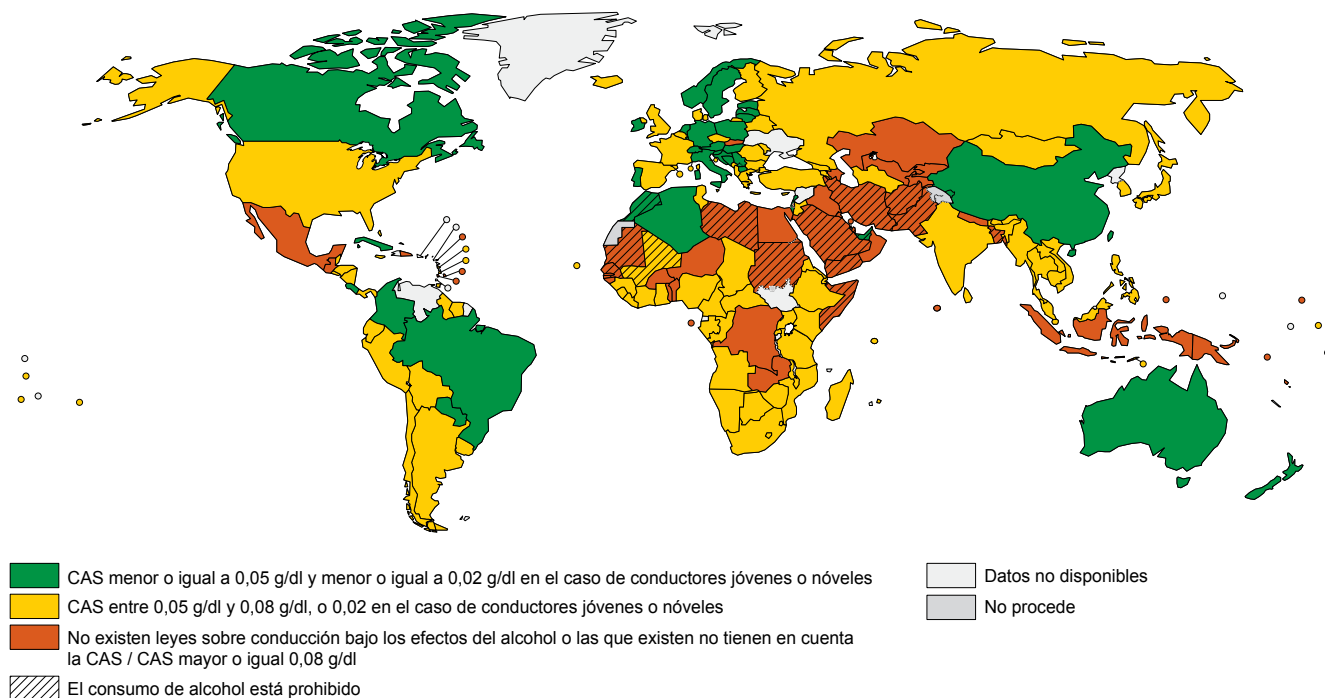 CAS menor o igual a 0,05 g/dl y menor o igual a 0,02 g/dl en el caso de conductores jóvenes o nóveles
CAS entre 0,05 g/dl y 0,08 g/dl, o 0,02 en el caso de conductores jóvenes o nóveles
No existen leyes sobre conducción bajo los efectos del alcohol o las que existen no tienen en cuenta
la CAS / CAS mayor o igual 0,08 g/dl
El consumo de alcohol está prohibido
Datos no disponibles
No procede